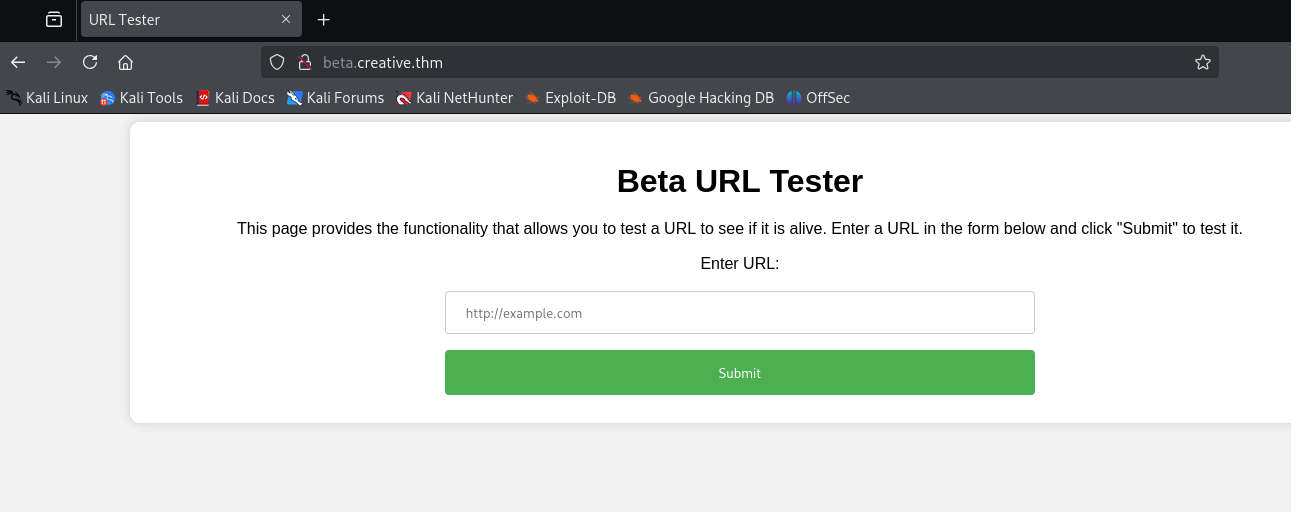 URL Tester
beta.creative.thm
Kali Linux Kali Tools Kali Docs Kali Forums Kali NetHunter Exploit-DB Google Hacking DB OffSec
Beta URL Tester
This page provides the functionality that allows you to test a URL to see if it is alive. Enter a URL in the form below and click "Submit" to test it.
Enter URL:
http://example.com
Submit